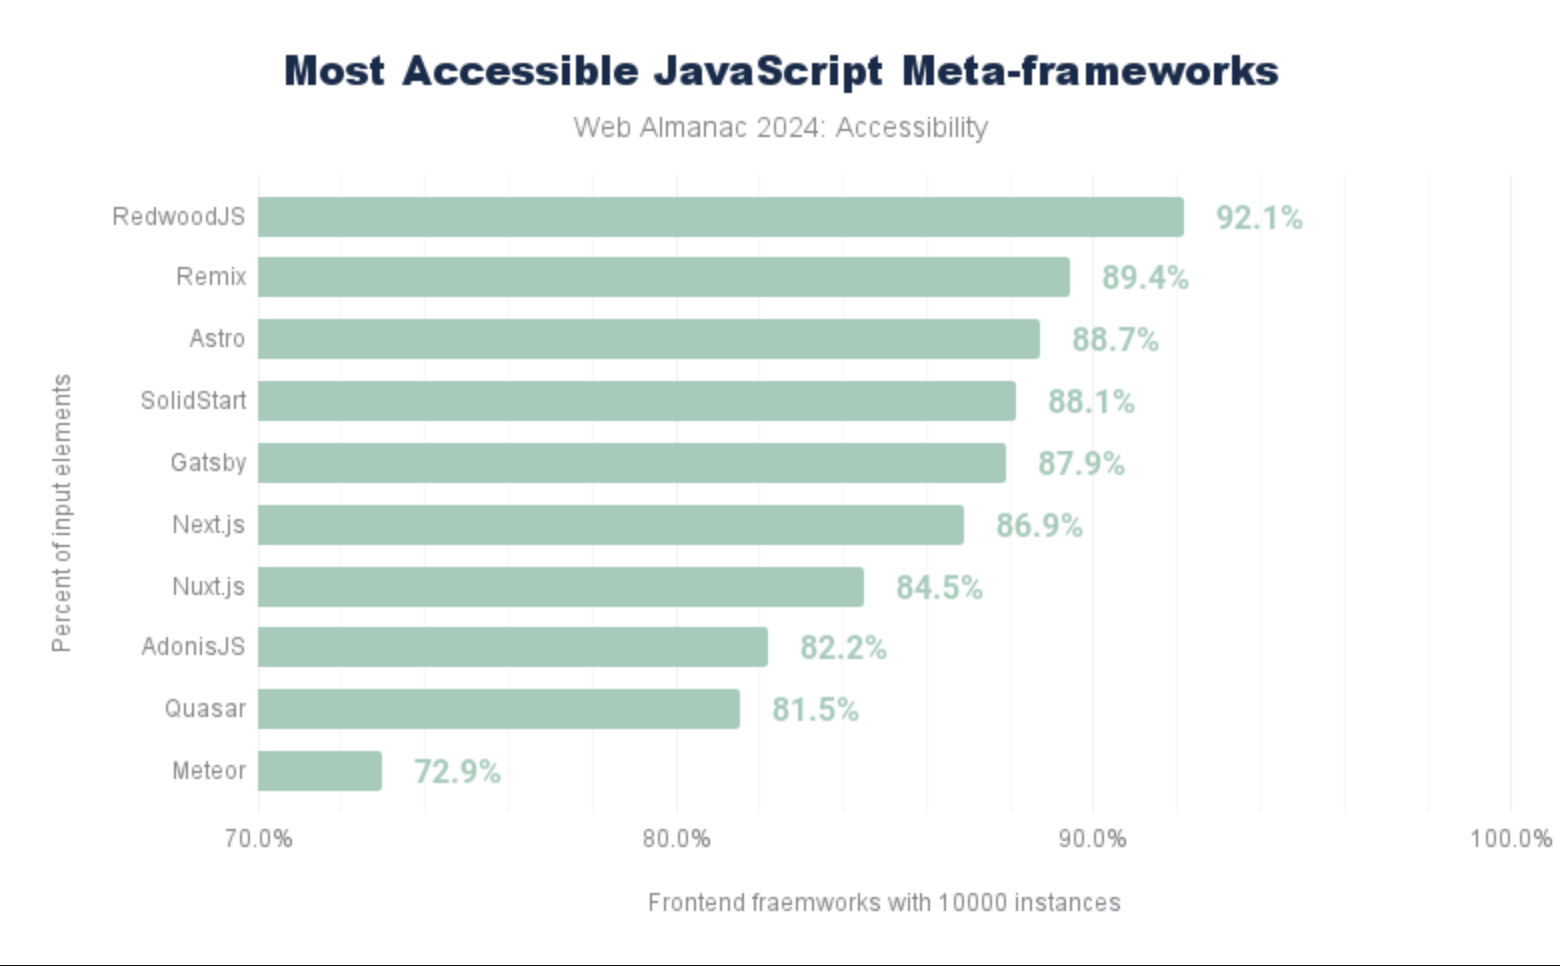 Most Accessible JavaScript Meta-frameworks
Web Almanac 2024: Accessibility
Percent of input elements
RedwoodJS 92.1%
Remix 89.4%
Astro 88.7%
SolidStart 88.1%
Gatsby 87.9%
Next.js 86.9%
Nuxt.js 84.5%
AdonisJS 82.2%
Quasar 81.5%
Meteor 72.9%
70.0% 80.0% 90.0% 100.0%
Frontend fraemworks with 10000 instances